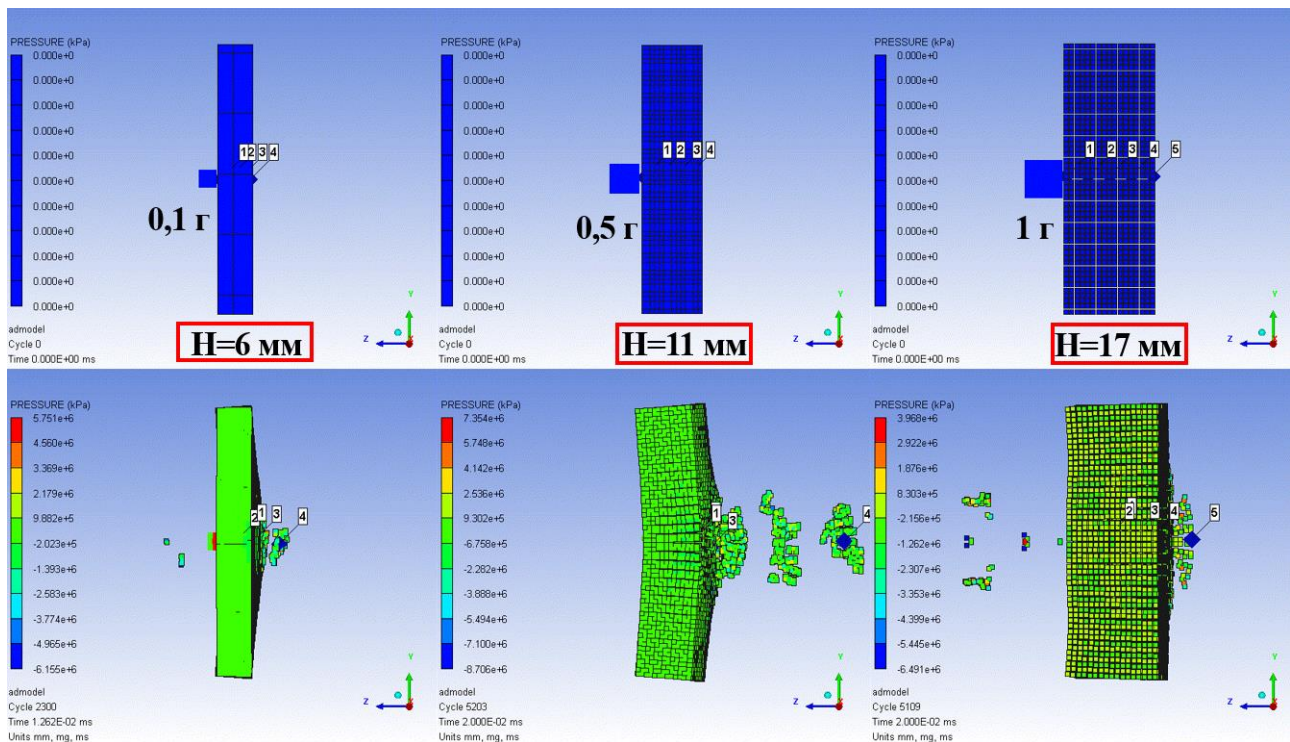 PRESSURE (kPa)
0.000e+0
0.000e+0
0.000e+0
0.000e+0
0.000e+0
0.000e+0
0.000e+0
0.000e+0
0.000e+0
0.000e+0
0.000e+0
1 2 3 4
0,1 г
admodel
Cycle 0
Time 0.000E+00 ms
H=6 мм
Z
Y
PRESSURE (kPa)
0.000e+0
0.000e+0
0.000e+0
0.000e+0
0.000e+0
0.000e+0
0.000e+0
0.000e+0
0.000e+0
0.000e+0
0.000e+0
1 2 3 4
0,5 г
admodel
Cycle 0
Time 0.000E+00 ms
H=11 мм
Z
Y
PRESSURE (kPa)
0.000e+0
0.000e+0
0.000e+0
0.000e+0
0.000e+0
0.000e+0
0.000e+0
0.000e+0
0.000e+0
0.000e+0
0.000e+0
1 2 3 4 5
1 г
admodel
Cycle 0
Time 0.000E+00 ms
H=17 мм
Z
Y
PRESSURE (kPa)
5.751e+6
4.560e+6
3.369e+6
2.179e+6
9.882e+5
-2.023e+5
-1.393e+6
-2.583e+6
-3.774e+6
-4.965e+6
-6.155e+6
2 1 3 4
admodel
Cycle 2300
Time 1.262E-02 ms
Units mm, mg, ms
Z
Y
PRESSURE (kPa)
7.354e+6
5.748e+6
4.142e+6
2.536e+6
9.302e+5
-6.758e+5
-2.282e+6
-3.888e+6
-5.494e+6
-7.100e+6
-8.706e+6
1 3 4
admodel
Cycle 5203
Time 2.000E-02 ms
Units mm, mg, ms
Z
Y
PRESSURE (kPa)
3.968e+6
2.922e+6
1.876e+6
8.303e+5
-2.156e+5
-1.262e+6
-2.307e+6
-3.353e+6
-4.399e+6
-5.445e+6
-6.491e+6
2 3 4 5
admodel
Cycle 5109
Time 2.000E-02 ms
Units mm, mg, ms
Z
Y